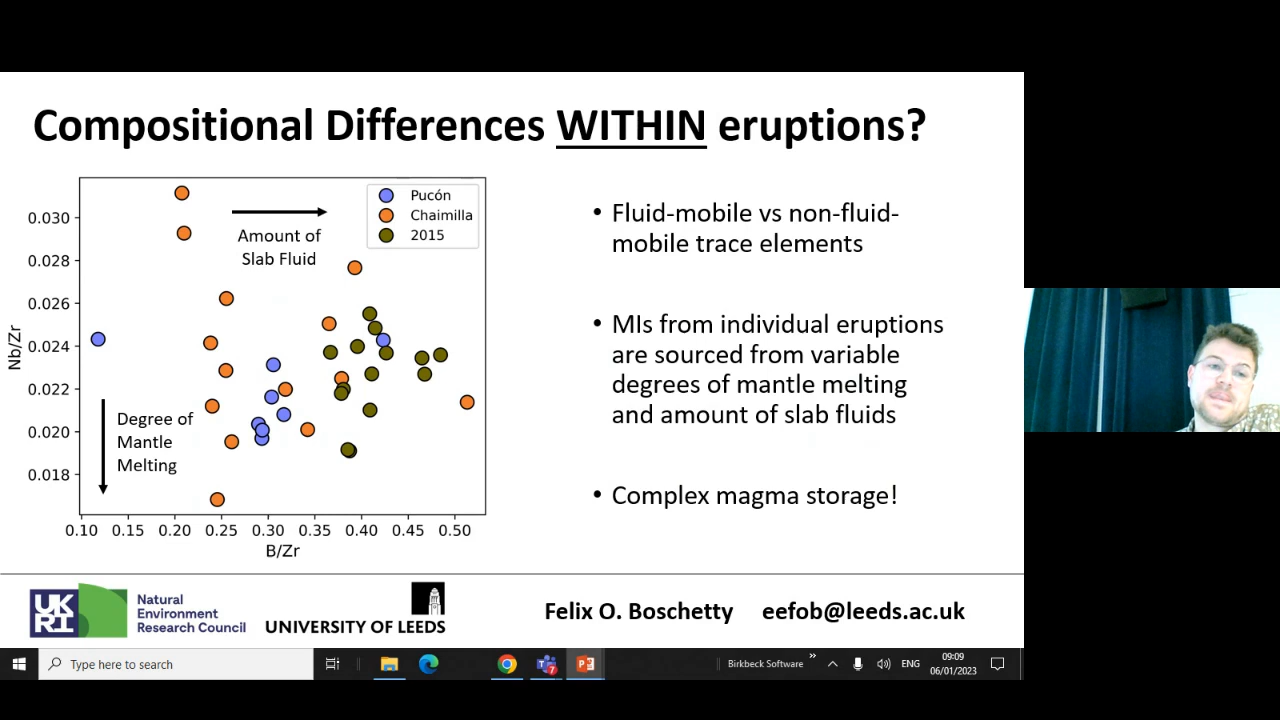 Compositional Differences WITHIN eruptions?
Pucón
Chaimilla
2015
Amount of
Slab Fluid
Degree of
Mantle
Melting
0.030
0.028
0.026
0.024
0.022
0.020
0.018
Nb/Zr
0.10 0.15 0.20 0.25 0.30 0.35 0.40 0.45 0.50
B/Zr
• Fluid-mobile vs non-fluid-
mobile trace elements
• MIs from individual eruptions
are sourced from variable
degrees of mantle melting
and amount of slab fluids
• Complex magma storage!
UK
RI
Natural
Environment
Research Council
UNIVERSITY OF LEEDS
Felix O. Boschetty eefob@leeds.ac.uk
Type here to search
7
Birkbeck Software
»
ENG
09:09
06/01/2023